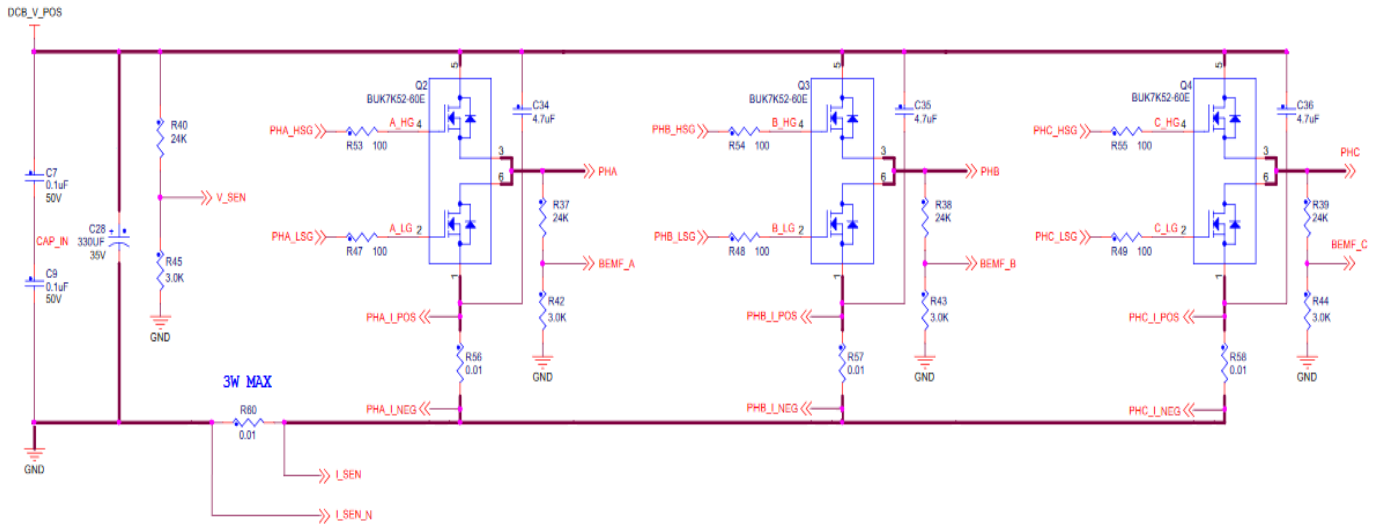 DCB_V_POS
C7
0.1uF
50V
CAP_IN
C9
0.1uF
50V
C28
330UF
35V
R40
24K
V_SEN
R45
3.0K
GND
GND
3W MAX
R60
0.01
I_SEN
I_SEN_N
5
Q2
BUK7K52-60E
C34
4.7uF
PHA_HSG
R53 100
A_HG 4
3
6
PHA
PHA_LSG
R47 100
A_LG 2
1
R37
24K
BEMF_A
R42
3.0K
GND
PHA_I_POS
R56
0.01
PHA_I_NEG
5
Q3
BUK7K52-60E
C35
4.7uF
PHB_HSG
R54 100
B_HG 4
3
6
PHB
PHB_LSG
R48 100
B_LG 2
1
R38
24K
BEMF_B
R43
3.0K
GND
PHB_I_POS
R57
0.01
PHB_I_NEG
5
Q4
BUK7K52-60E
C36
4.7uF
PHC_HSG
R55 100
C_HG 4
3
6
PHC
PHC_LSG
R49 100
C_LG 2
1
R39
24K
BEMF_C
R44
3.0K
GND
PHC_I_POS
R58
0.01
PHC_I_NEG